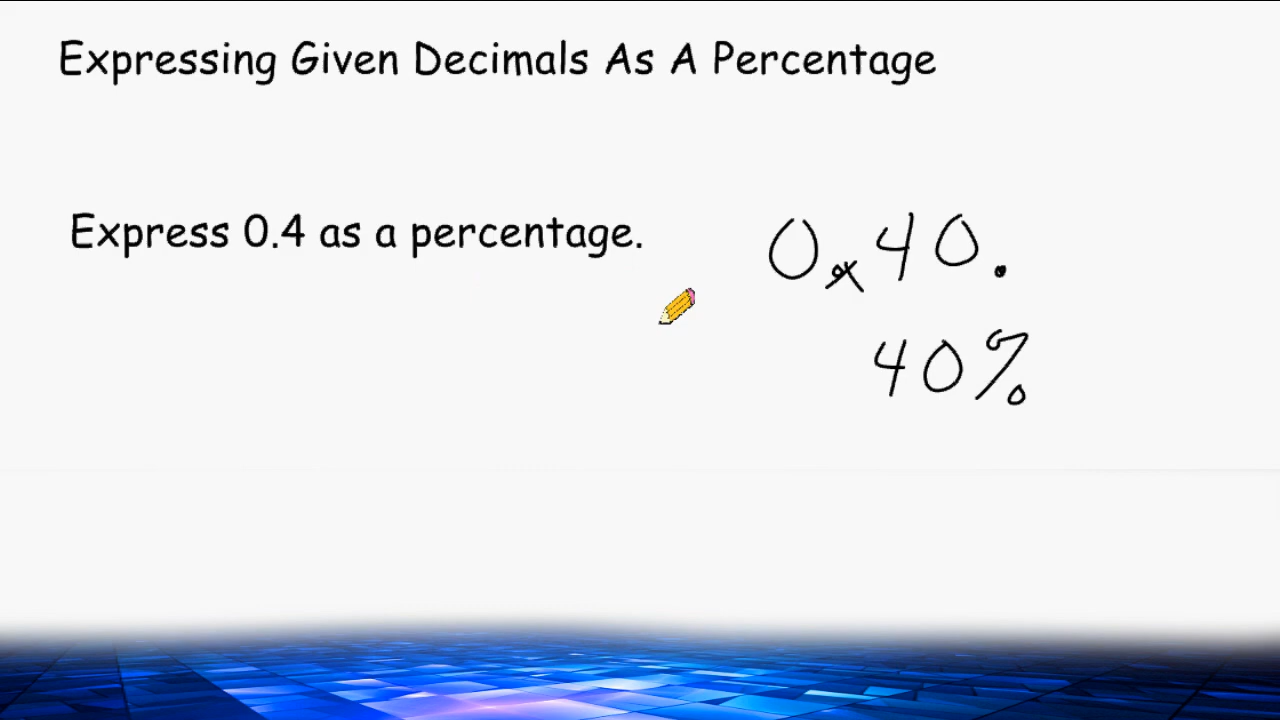 Expressing Given Decimals As A Percentage
Express 0.4 as a percentage.
0.40.
40%